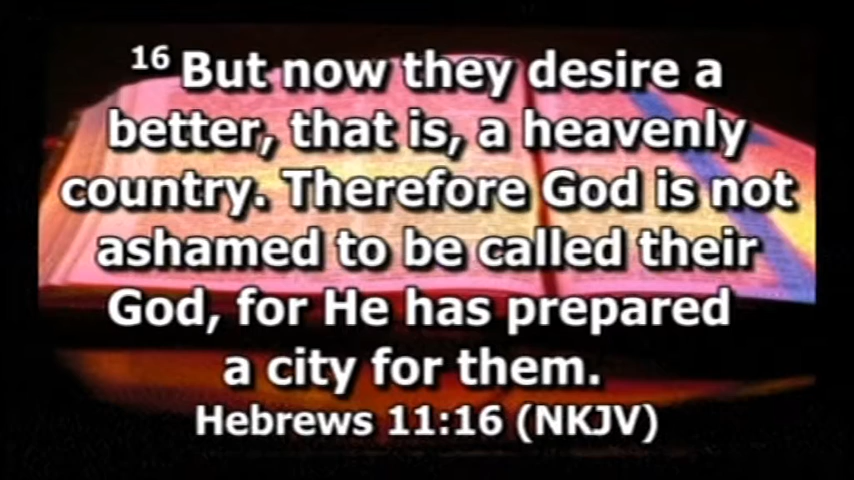 16 But now they desire a
better, that is, a heavenly
country. Therefore God is not
ashamed to be called their
God, for He has prepared
a city for them.
Hebrews 11:16 (NKJV)